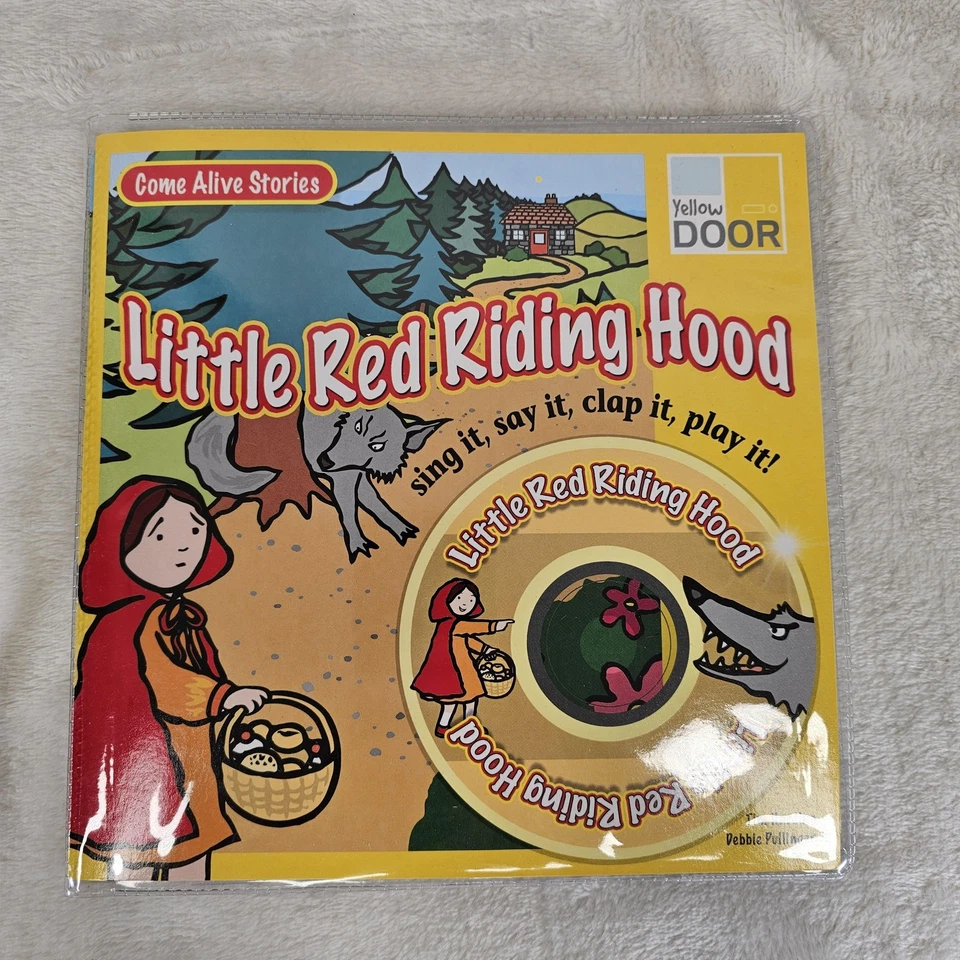 Come Alive Stories
Yellow
DOOR
Little Red Riding Hood
sing it, say it, clap it, play it!
Little Red Riding Hood
Red Riding Hood
Debbie